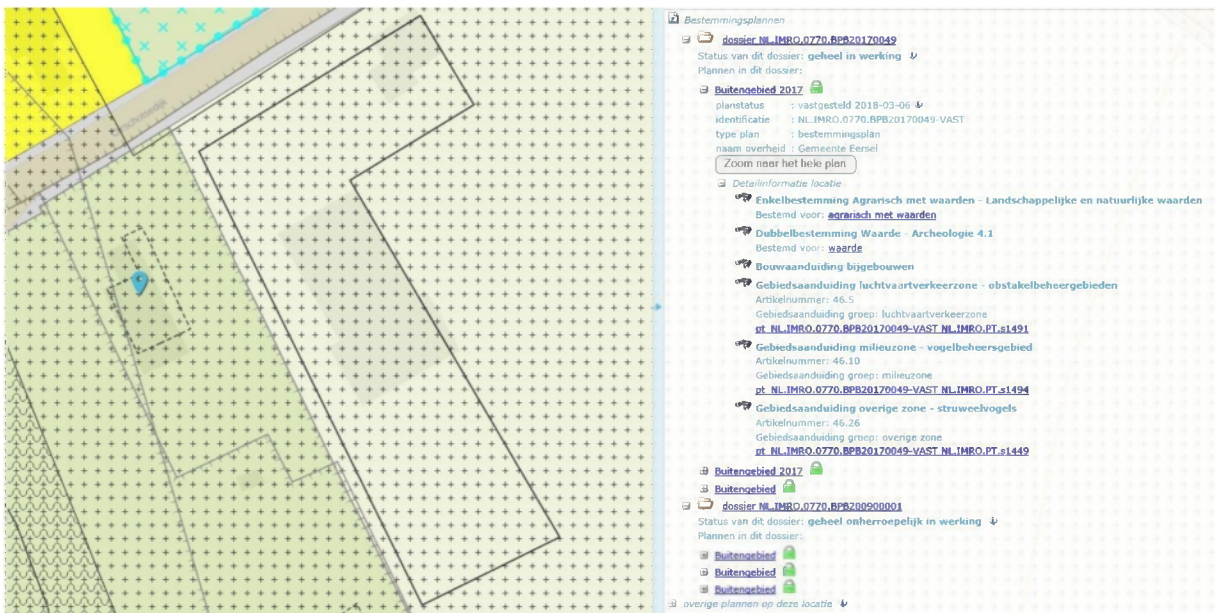 Bestemmingsplannen
dossier NL.IMRO.0770.BPB20170049
Status van dit dossier: geheel in werking
Plannen in dit dossier:
Buitengebied 2017
planstatus : vastgesteld 2018-03-06
identificatie : NL.IMRO.0770.BPB20170049-VAST
type plan : bestemmingsplan
naam overheid : Gemeente Eersel
Zoom naar het hele plan
Detailinformatie locatie
Enkelbestemming Agrarisch met waarden - Landschappelijke en natuurlijke waarden
Bestemd voor: agrarisch met waarden
Dubbelbestemming Waarde - Archeologie 4.1
Bestemd voor: waarde
Bouwaanduiding bijgebouwen
Gebiedsaanduiding luchtvaartverkeerzone - obstakelbeheergebieden
Artikelnummer: 46.5
Gebiedsaanduiding groep: luchtvaartverkeerzone
pt_NL.IMRO.0770.BPB20170049-VAST_NL.IMRO.PT.s1491
Gebiedsaanduiding milieuzone - vogelbeheersgebied
Artikelnummer: 46.10
Gebiedsaanduiding groep: milieuzone
pt_NL.IMRO.0770.BPB20170049-VAST_NL.IMRO.PT.s1494
Gebiedsaanduiding overige zone - struweelvogels
Artikelnummer: 46.26
Gebiedsaanduiding groep: overige zone
pt_NL.IMRO.0770.BPB20170049-VAST_NL.IMRO.PT.s1449
Buitengebied 2017
Buitengebied
dossier NL.IMRO.0770.BPB200900001
Status van dit dossier: geheel onherroepelijk in werking
Plannen in dit dossier:
Buitengebied
Buitengebied
Buitengebied
overige plannen op deze locatie